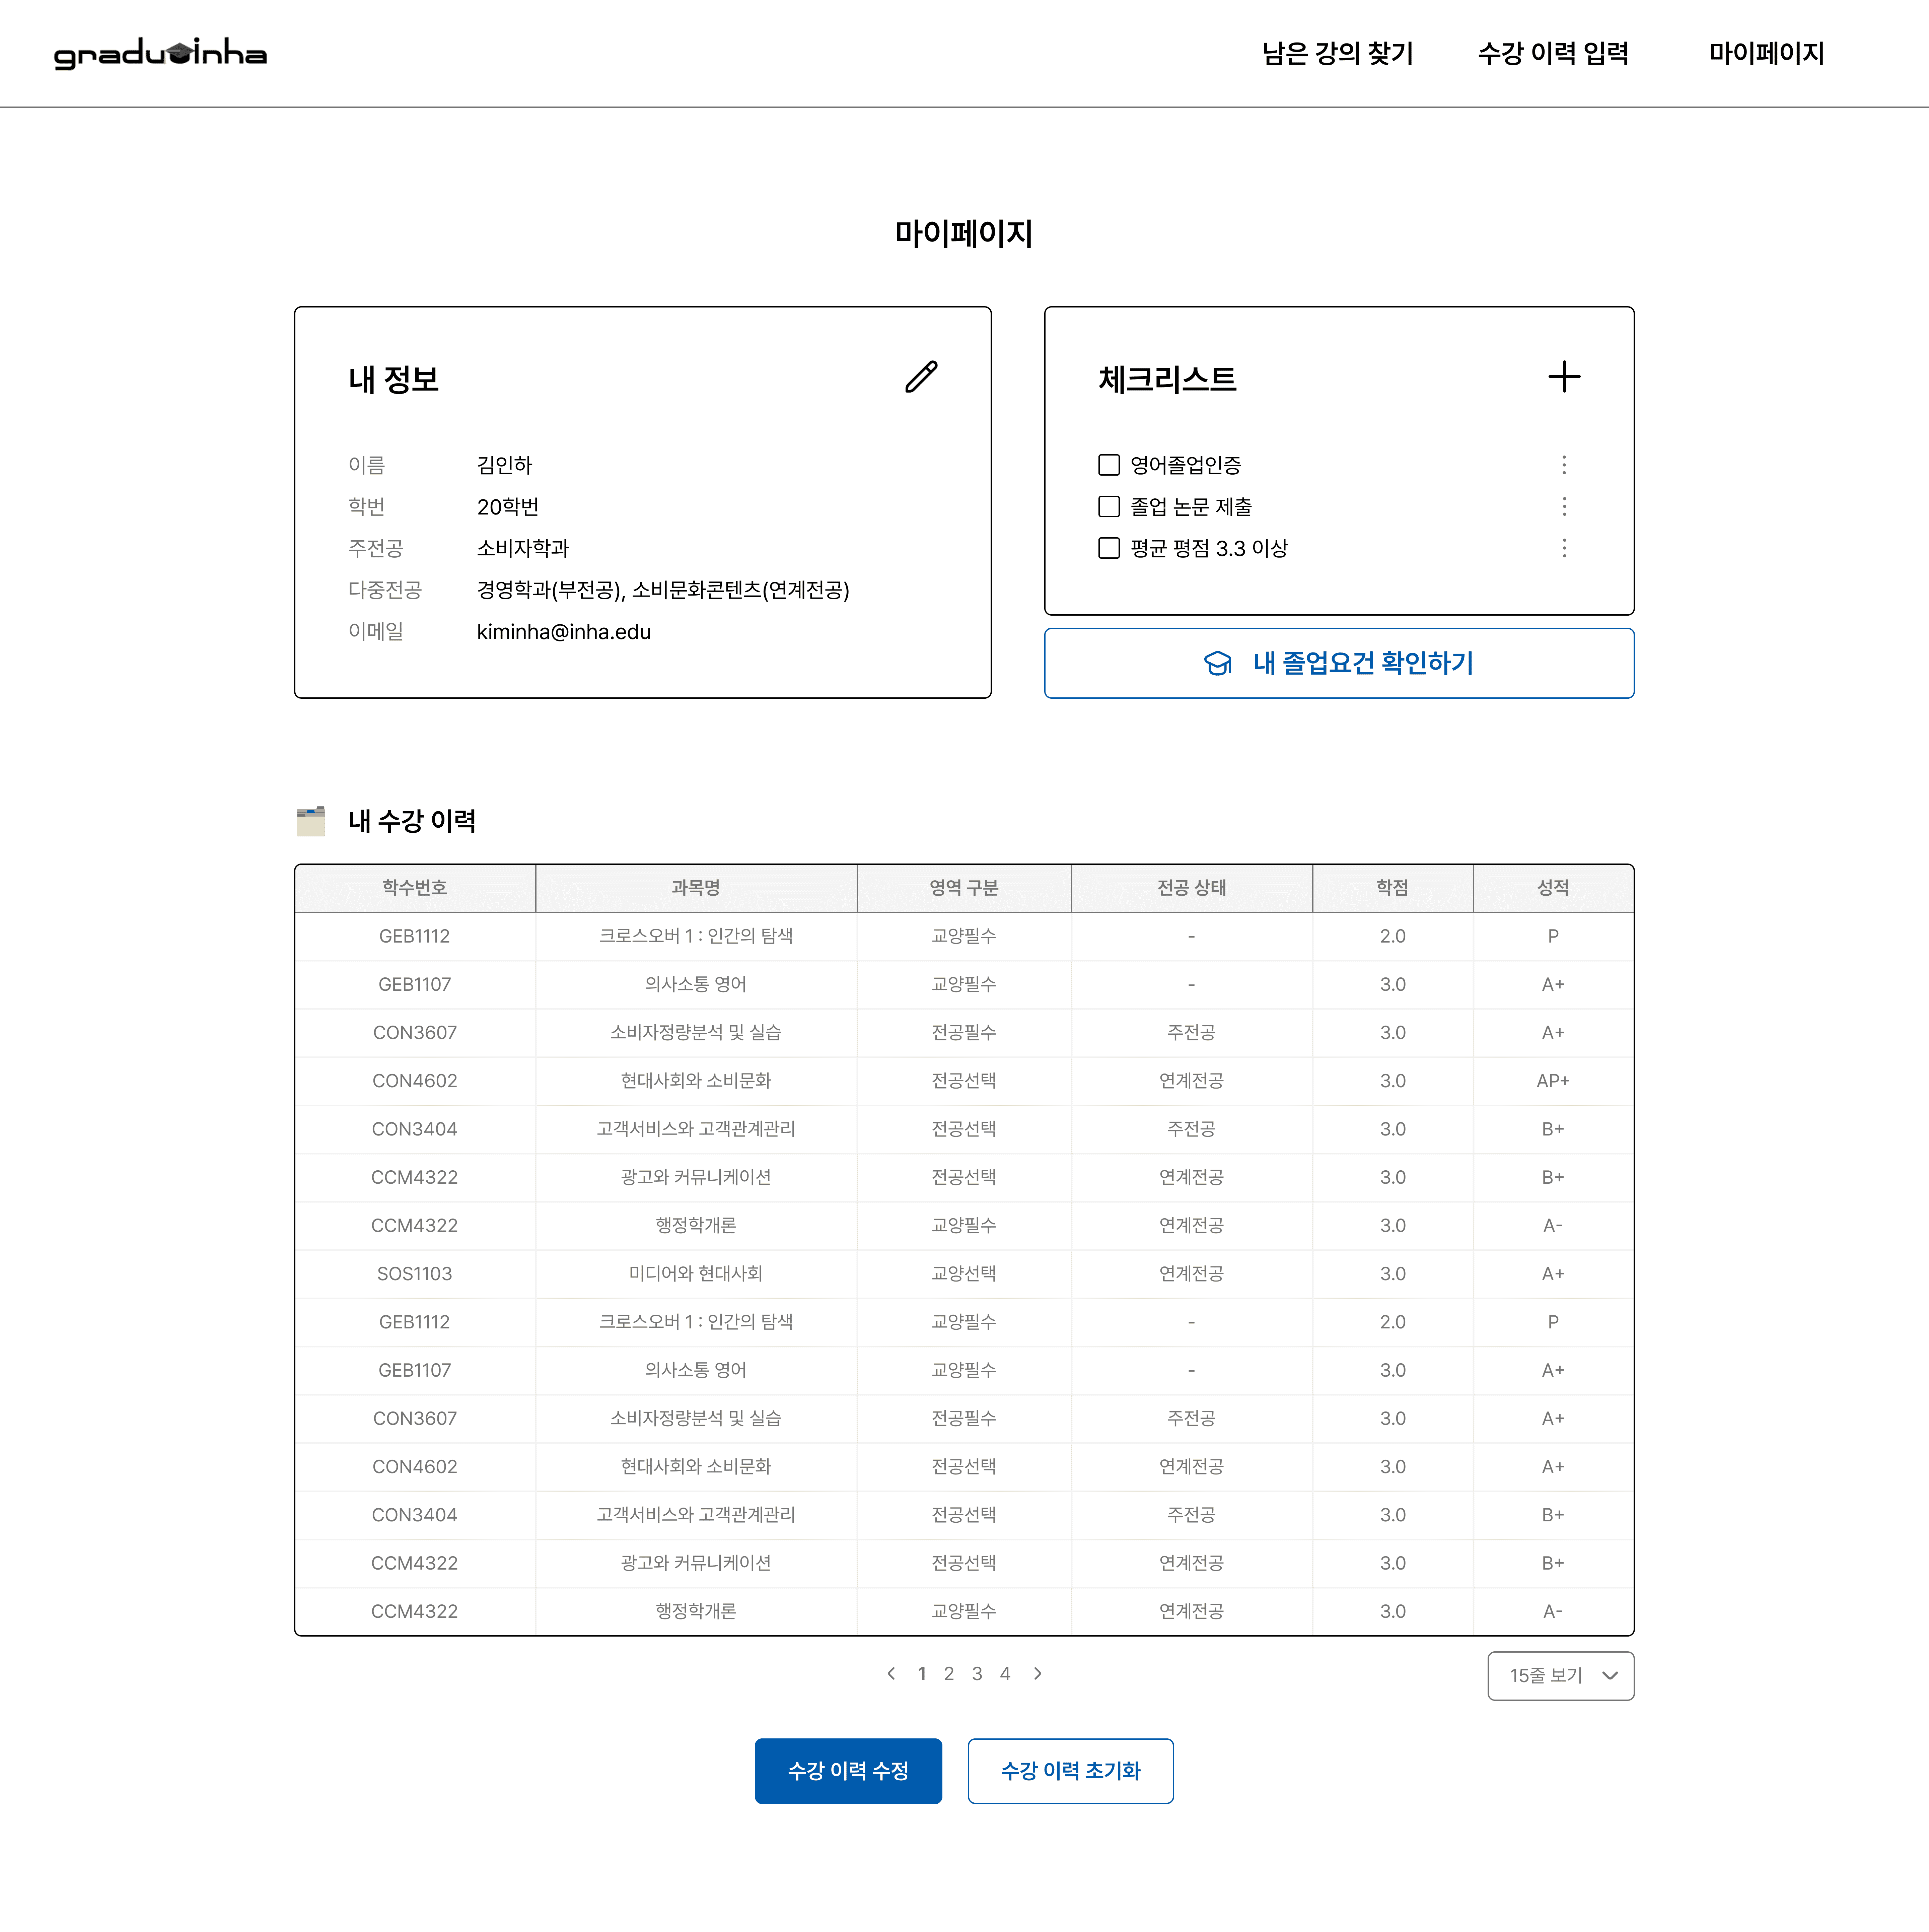 graduinha
남은 강의 찾기 수강 이력 입력 마이페이지
마이페이지
내 정보
이름 김인하
학번 20학번
주전공 소비자학과
다중전공 경영학과(부전공), 소비문화콘텐츠(연계전공)
이메일 kiminha@inha.edu
체크리스트
영어졸업인증
졸업 논문 제출
평균 평점 3.3 이상
내 졸업요건 확인하기
내 수강 이력
학수번호 과목명 영역 구분 전공 상태 학점 성적
GEB1112 크로스오버 1 : 인간의 탐색 교양필수 - 2.0 P
GEB1107 의사소통 영어 교양필수 - 3.0 A+
CON3607 소비자정량분석 및 실습 전공필수 주전공 3.0 A+
CON4602 현대사회와 소비문화 전공선택 연계전공 3.0 AP+
CON3404 고객서비스와 고객관계관리 전공선택 주전공 3.0 B+
CCM4322 광고와 커뮤니케이션 전공선택 연계전공 3.0 B+
CCM4322 행정학개론 교양필수 연계전공 3.0 A-
SOS1103 미디어와 현대사회 교양선택 연계전공 3.0 A+
GEB1112 크로스오버 1 : 인간의 탐색 교양필수 - 2.0 P
GEB1107 의사소통 영어 교양필수 - 3.0 A+
CON3607 소비자정량분석 및 실습 전공필수 주전공 3.0 A+
CON4602 현대사회와 소비문화 전공선택 연계전공 3.0 A+
CON3404 고객서비스와 고객관계관리 전공선택 주전공 3.0 B+
CCM4322 광고와 커뮤니케이션 전공선택 연계전공 3.0 B+
CCM4322 행정학개론 교양필수 연계전공 3.0 A-
1 2 3 4
15줄 보기
수강 이력 수정 수강 이력 초기화